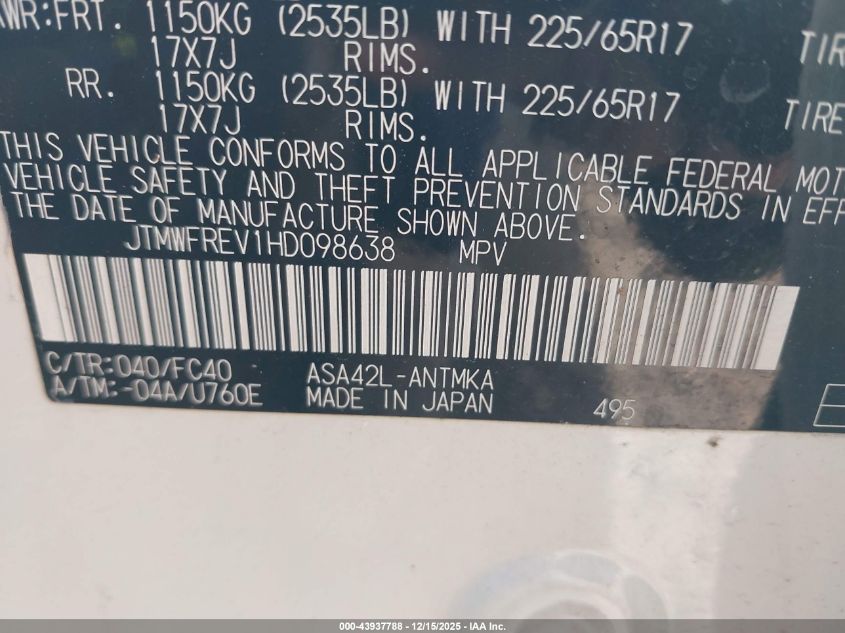 WR:FRT. 1150KG (2535LB) WITH 225/65R17 TIR
17X7J RIMS.
RR. 1150KG (2535LB) WITH 225/65R17 TIRE
17X7J RIMS.
THIS VEHICLE CONFORMS TO ALL APPLICABLE FEDERAL MOT
VEHICLE SAFETY AND THEFT PREVENTION STANDARDS IN EFF
THE DATE OF MANUFACTURE SHOWN ABOVE.
JTMWFREV1HD098638 MPV
C/TR:040/FC40 ASA42L-ANTMKA
A/TM:-04A/U760E MADE IN JAPAN 495
000-43937788 - 12/15/2025 - IAA Inc.